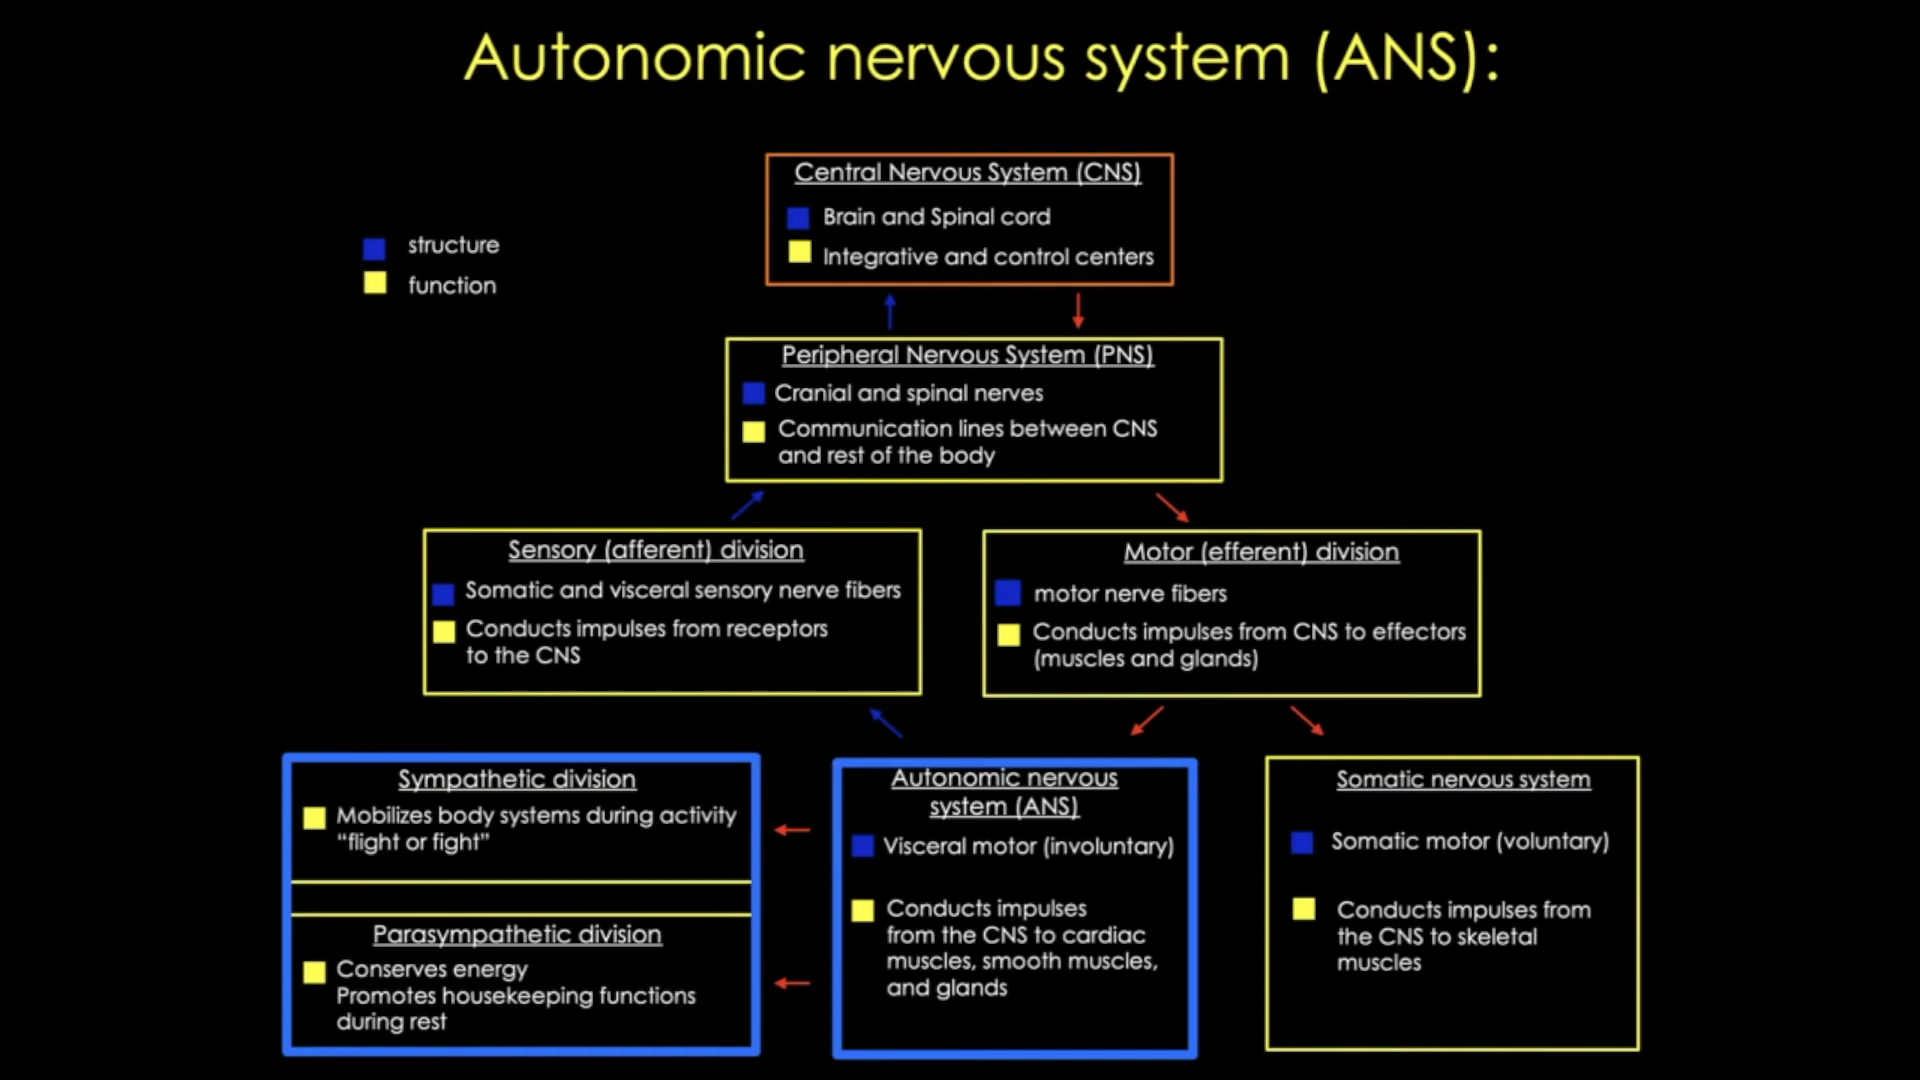 Autonomic nervous system (ANS):
Central Nervous System (CNS)
Brain and Spinal cord
Integrative and control centers
structure
function
Peripheral Nervous System (PNS)
Cranial and spinal nerves
Communication lines between CNS
and rest of the body
Sensory (afferent) division
Somatic and visceral sensory nerve fibers
Conducts impulses from receptors
to the CNS
Motor (efferent) division
motor nerve fibers
Conducts impulses from CNS to effectors
(muscles and glands)
Sympathetic division
Mobilizes body systems during activity
“flight or fight”
Parasympathetic division
Conserves energy
Promotes housekeeping functions
during rest
Autonomic nervous
system (ANS)
Visceral motor (involuntary)
Conducts impulses
from the CNS to cardiac
muscles, smooth muscles,
and glands
Somatic nervous system
Somatic motor (voluntary)
Conducts impulses from
the CNS to skeletal
muscles